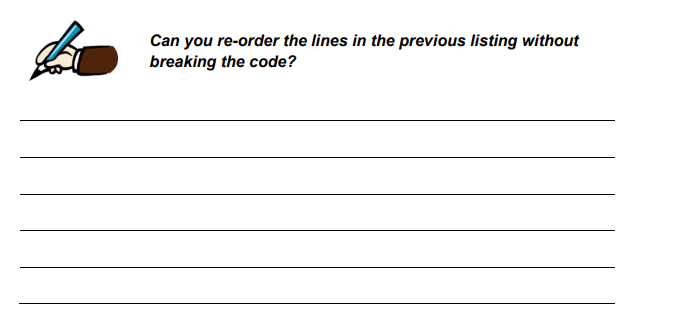 Can you re-order the lines in the previous listing without
breaking the code?